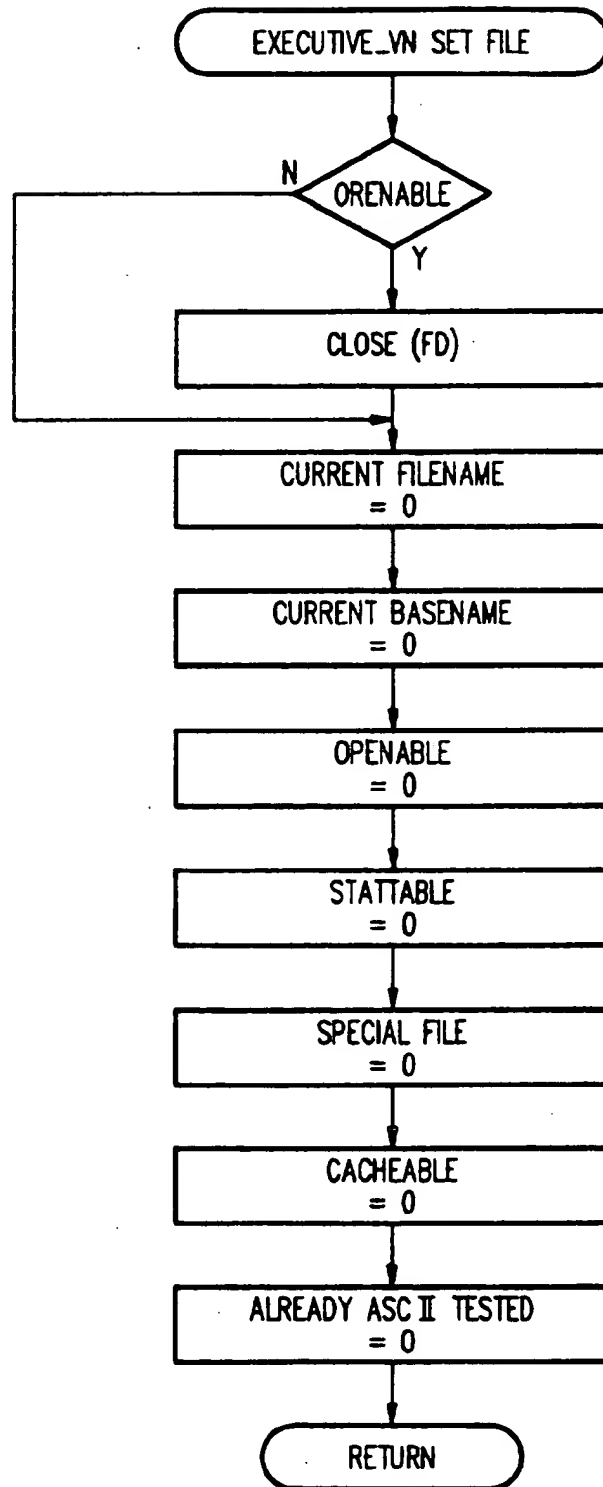 EXECUTIVE_VN SET FILE
N
ORENABLE
Y
CLOSE (FD)
CURRENT FILENAME
= 0
CURRENT BASENAME
= 0
OPENABLE
= 0
STATTABLE
= 0
SPECIAL FILE
= 0
CACHEABLE
= 0
ALREADY ASC II TESTED
= 0
RETURN